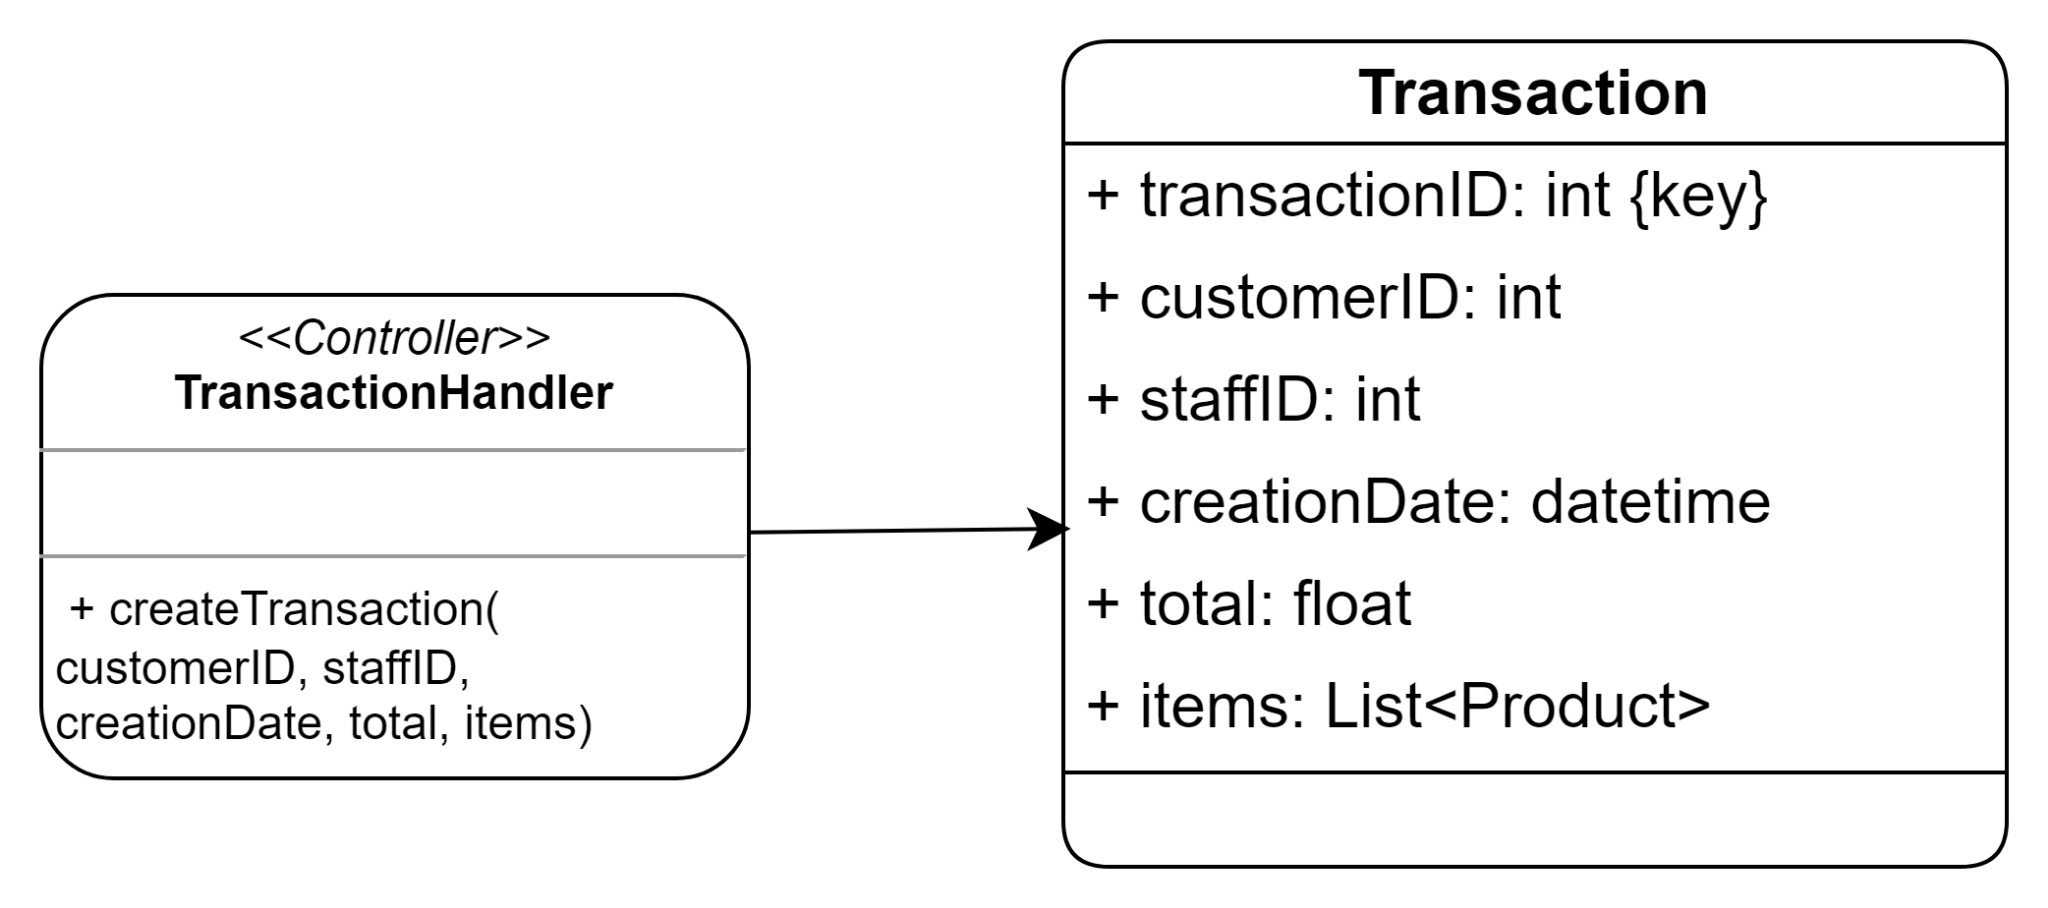 <<Controller>>
TransactionHandler
+ createTransaction(
customerID, staffID,
creationDate, total, items)
Transaction
+ transactionID: int {key}
+ customerID: int
+ staffID: int
+ creationDate: datetime
+ total: float
+ items: List<Product>